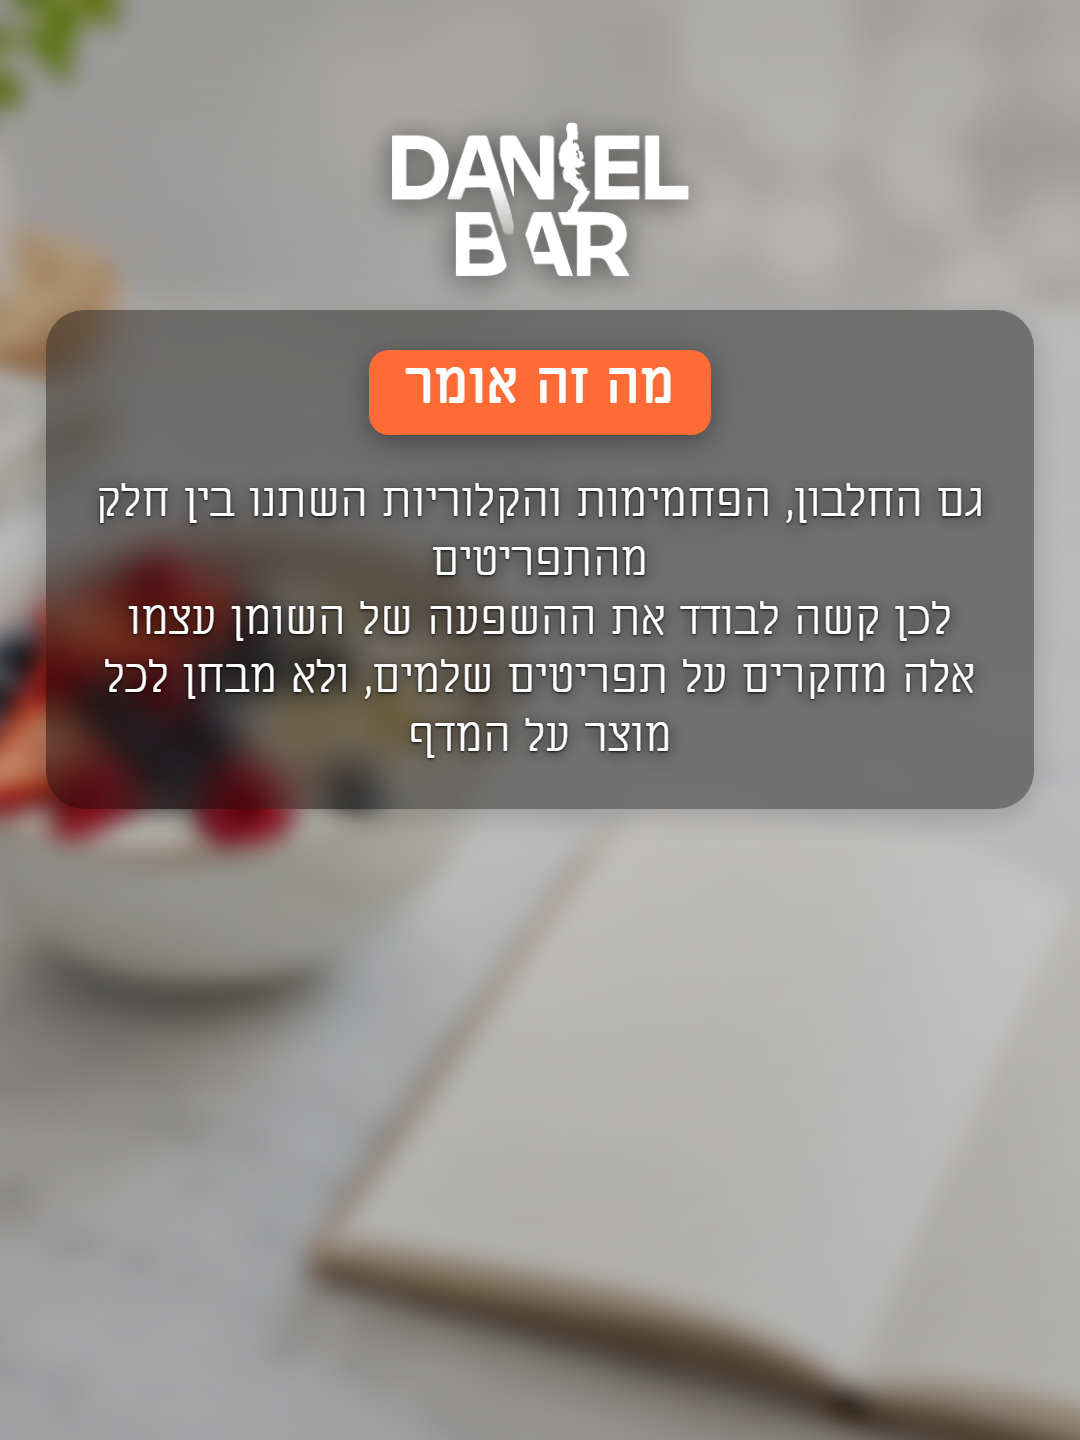 DANIEL
BAR
מה זה אומר
גם החלבון, הפחמימות והקלוריות השתנו בין חלק
מהתפריטים
לכן קשה לבודד את ההשפעה של השומן עצמו
אלה מחקרים על תפריטים שלמים, ולא מבחן לכל
מוצר על המדף